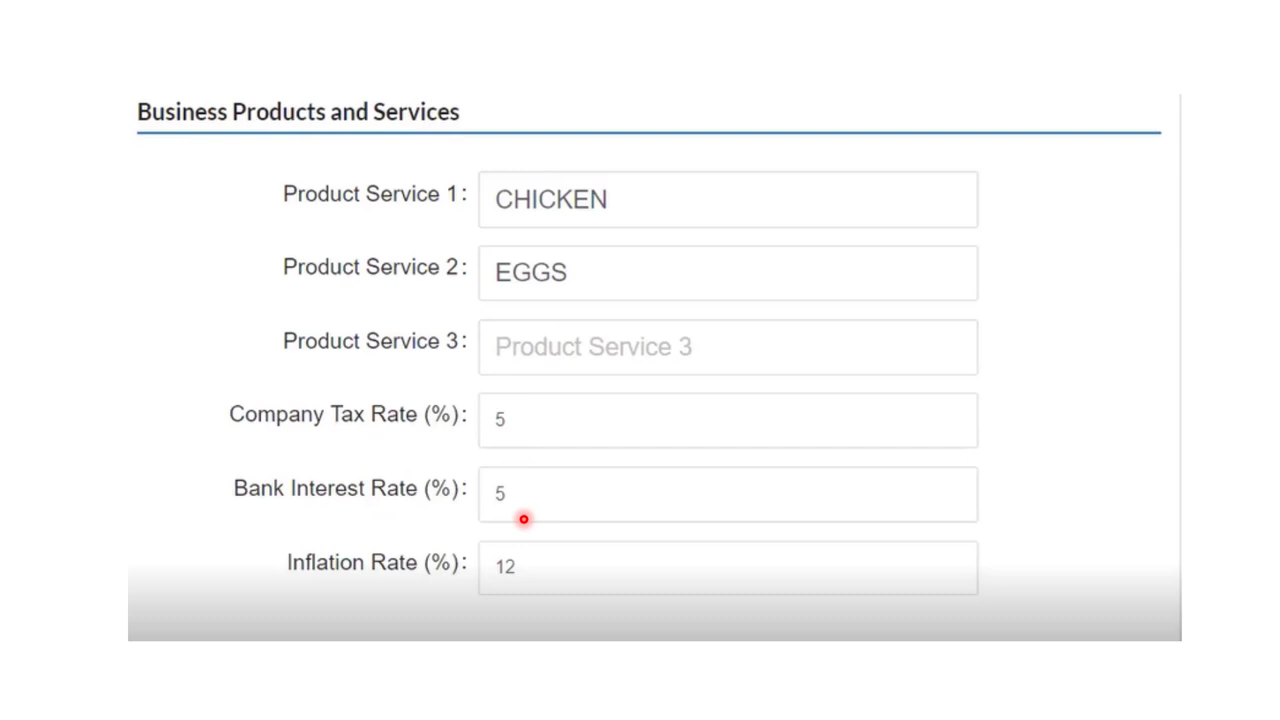 Business Products and Services
Product Service 1: CHICKEN
Product Service 2: EGGS
Product Service 3: Product Service 3
Company Tax Rate (%): 5
Bank Interest Rate (%): 5
Inflation Rate (%): 12